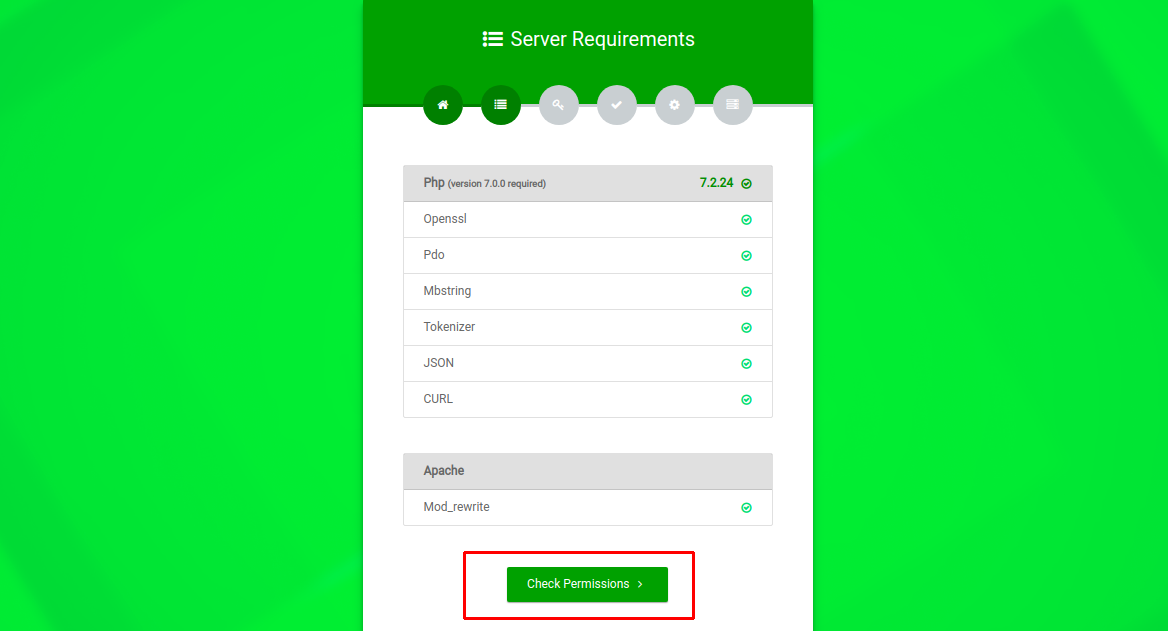 Server Requirements
Php (version 7.0.0 required) 7.2.24
Openssl
Pdo
Mbstring
Tokenizer
JSON
CURL
Apache
Mod_rewrite
Check Permissions